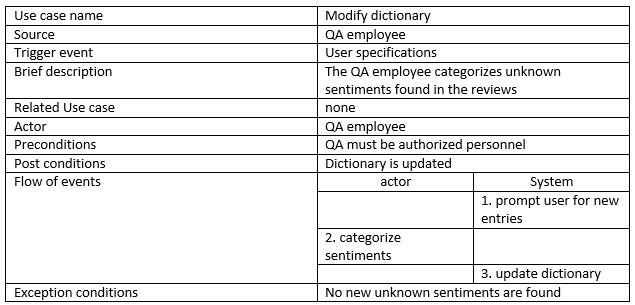 Use case name Modify dictionary
Source QA employee
Trigger event User specifications
Brief description The QA employee categorizes unknown
sentiments found in the reviews
Related Use case none
Actor QA employee
Preconditions QA must be authorized personnel
Post conditions Dictionary is updated
Flow of events actor System
1. prompt user for new
entries
2. categorize
sentiments
3. update dictionary
Exception conditions No new unknown sentiments are found